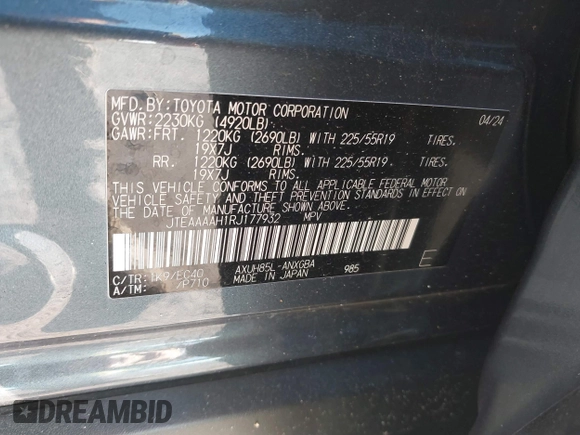 MFD. BY: TOYOTA MOTOR CORPORATION 04/24
GVWR: 2230KG (4920LB)
GAWR: FRT. 1220KG (2690LB) WITH 225/55R19 TIRES.
19X7J RIMS.
RR. 1220KG (2690LB) WITH 225/55R19 TIRES.
19X7J RIMS.
THIS VEHICLE CONFORMS TO ALL APPLICABLE FEDERAL MOTOR
VEHICLE SAFETY AND THEFT PREVENTION STANDARDS IN EFFECT ON
THE DATE OF MANUFACTURE SHOWN ABOVE.
JTEAAAAH1RJ177932 MPV
C/TR: 1K9/EC40 AXUH85L-ANXGBA E
A/TM: /P710 MADE IN JAPAN 985
DREAMBID